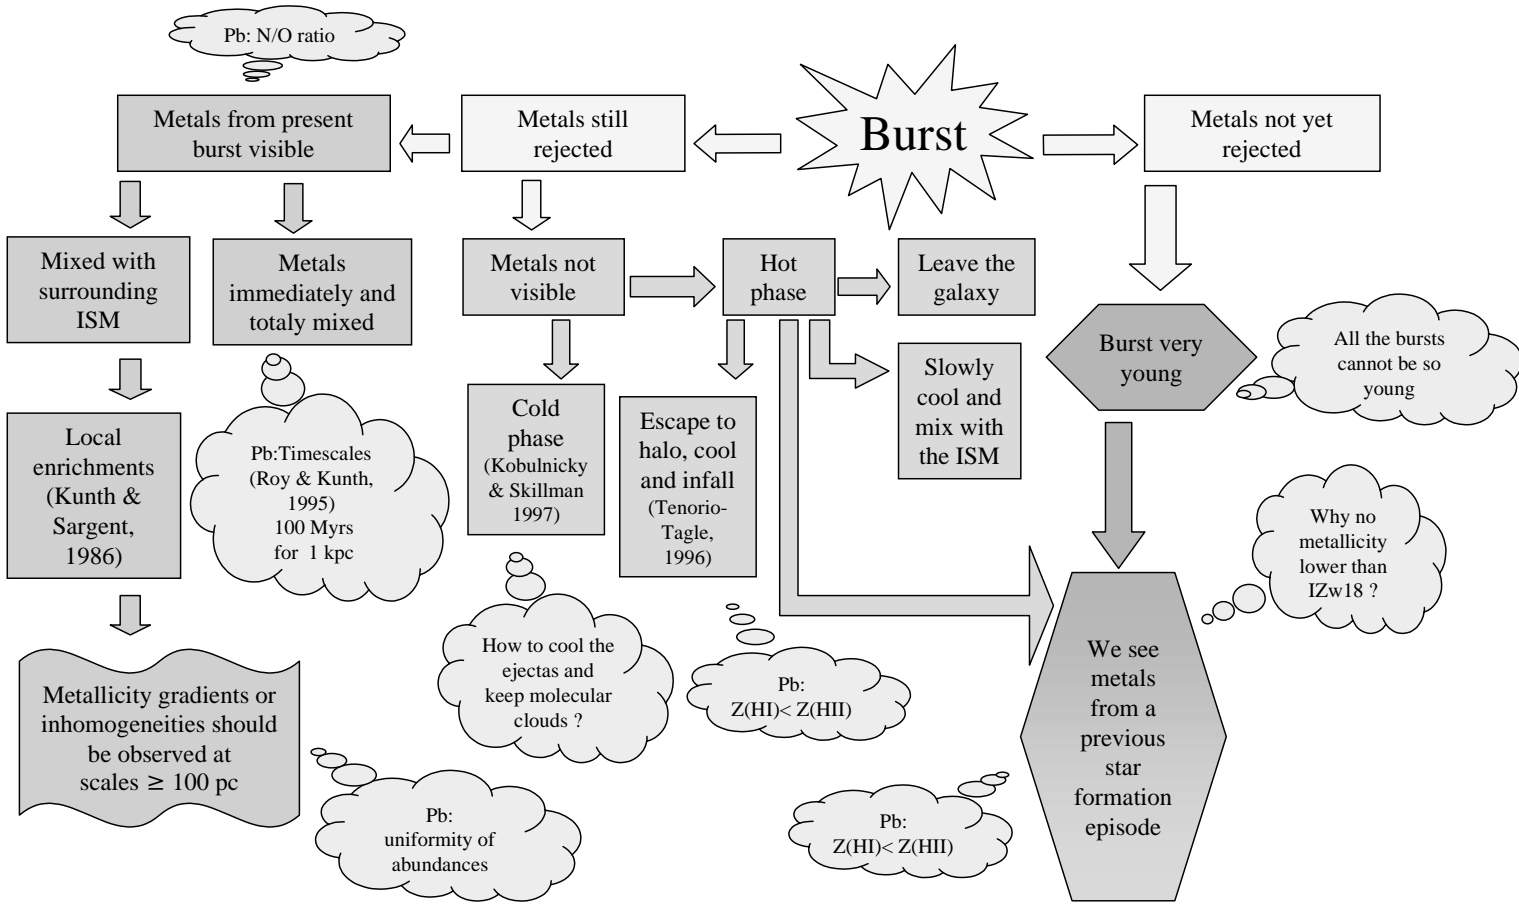 Pb: N/O ratio
Metals from present
burst visible
Metals still
rejected
Burst
Metals not yet
rejected
Mixed with
surrounding
ISM
Metals
immediately and
totaly mixed
Metals not
visible
Hot
phase
Leave the
galaxy
Burst very
young
All the bursts
cannot be so
young
Slowly
cool and
mix with
the ISM
Local
enrichments
(Kunth &
Sargent,
1986)
Pb:Timescales
(Roy & Kunth,
1995)
100 Myrs
for 1 kpc
Cold
phase
(Kobulnicky
& Skillman
1997)
Escape to
halo, cool
and infall
(Tenorio-
Tagle,
1996)
Why no
metallicity
lower than
IZw18 ?
How to cool the
ejectas and
keep molecular
clouds ?
Pb:
Z(HI)< Z(HII)
We see
metals
from a
previous
star
formation
episode
Metallicity gradients or
inhomogeneities should
be observed at
scales ≥ 100 pc
Pb:
uniformity of
abundances
Pb:
Z(HI)< Z(HII)